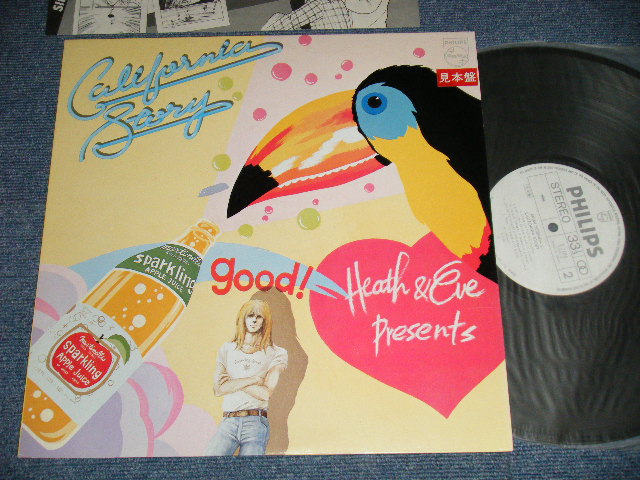 California
Story
PHILIPS
見本盤
Sparkling
APPLE JUICE
good!
Heath & Eve
Presents
Sparkling
Apple Juice
PHILIPS
STEREO
33⅓
2